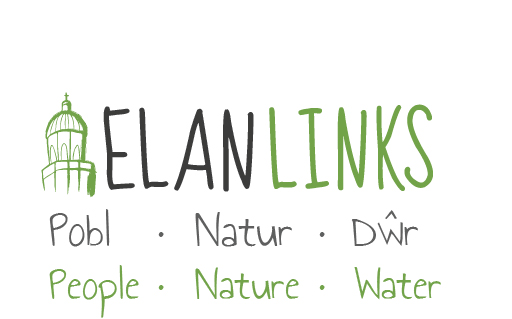 ELANLINKS
Pobl · Natur · Dŵr
People · Nature · Water